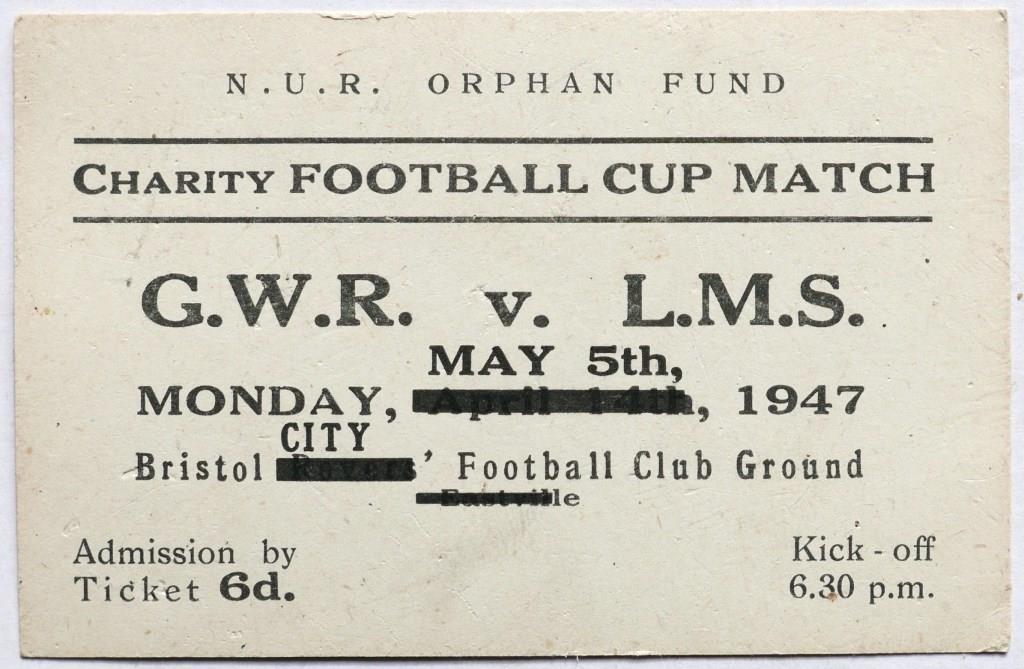 N.U.R. ORPHAN FUND
CHARITY FOOTBALL CUP MATCH
G.W.R. v. L.M.S.
MAY 5th,
MONDAY, April 14th, 1947
CITY
Bristol Rovers' Football Club Ground
Eastville
Admission by
Ticket 6d.
Kick-off
6.30 p.m.